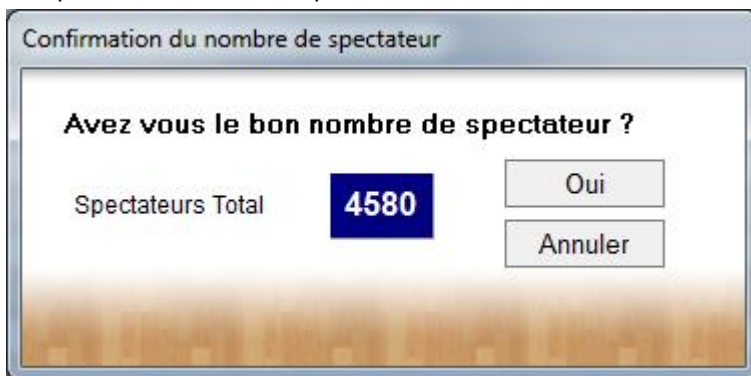 Confirmation du nombre de spectateur
Avez vous le bon nombre de spectateur ?
Spectateurs Total
4580
Oui
Annuler